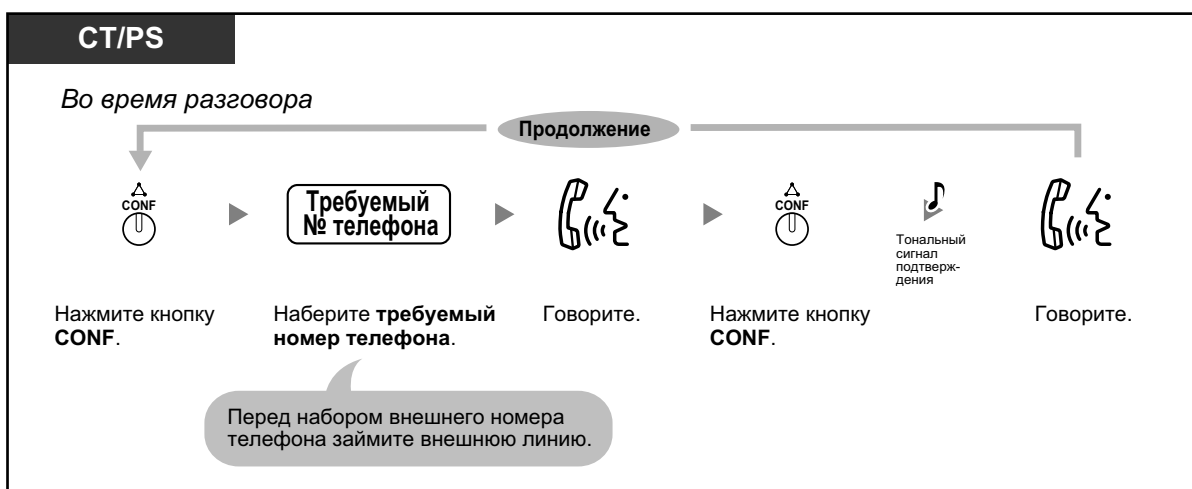 CT/PS
Во время разговора
Продолжение
CONF
Требуемый
№ телефона
CONF
Тональный
сигнал
подтверж-
дения
Нажмите кнопку
CONF.
Наберите требуемый
номер телефона.
Говорите.
Нажмите кнопку
CONF.
Говорите.
Перед набором внешнего номера
телефона займите внешнюю линию.